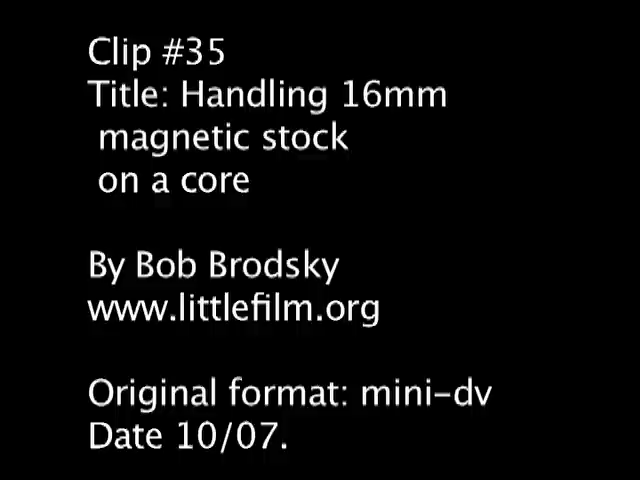 Clip #35
Title: Handling 16mm
magnetic stock
on a core
By Bob Brodsky
www.littlefilm.org
Original format: mini-dv
Date 10/07.